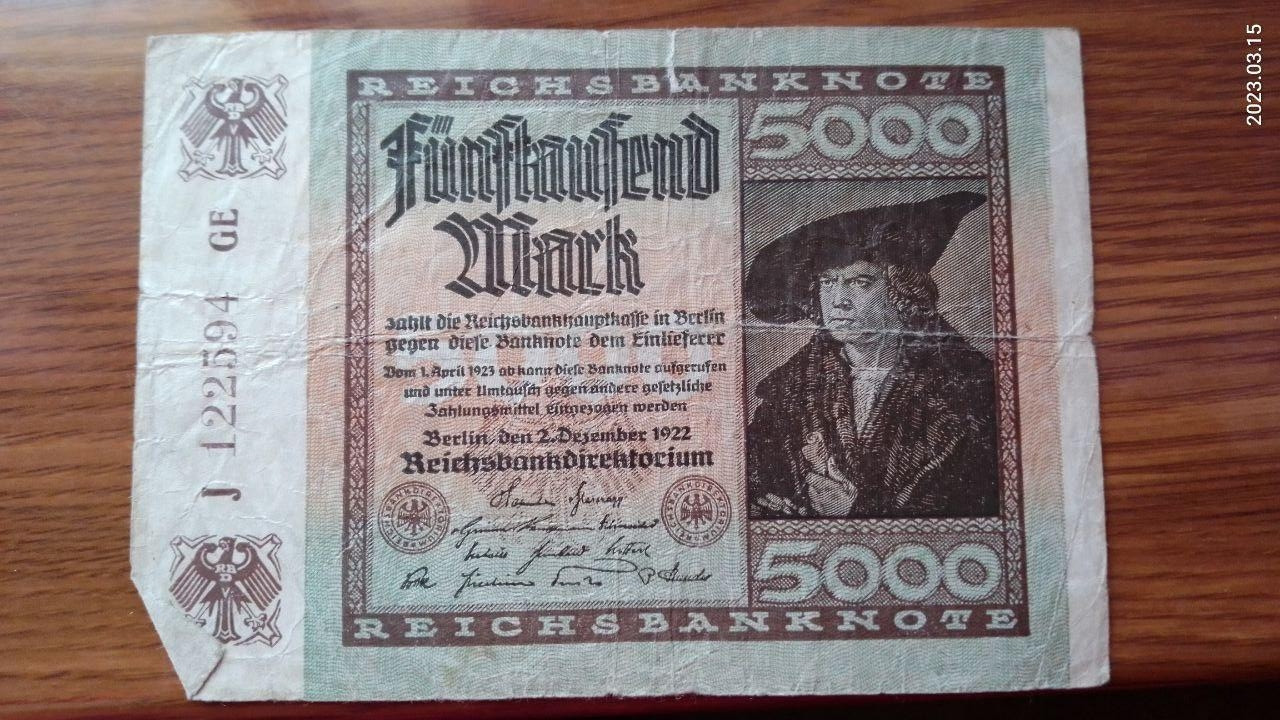 2023.03.15
REICHSBANKNOTE
5000
Fünftausend
Mark
zahlt die Reichsbankhauptkasse in Berlin
gegen diese Banknote dem Einlieferer
Vom 1. April 1923 ab kann diese Banknote aufgerufen
und unter Umtausch gegen andere gesetzliche
Zahlungsmittel eingezogen werden
Berlin, den 2. Dezember 1922
Reichsbankdirektorium
5000
REICHSBANKNOTE
J 122594 GE
RBD
RBD